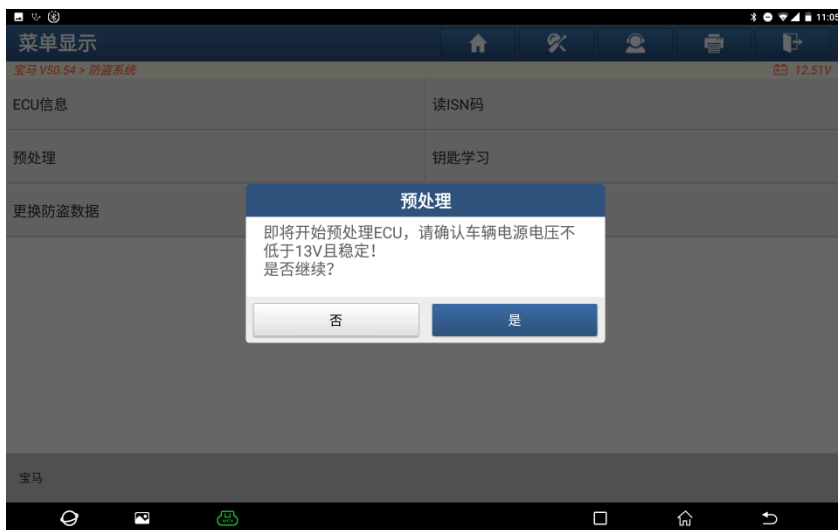 11:05
菜单显示
宝马 V50.54 > 防盗系统
12.51V
ECU信息
读ISN码
预处理
钥匙学习
更换防盗数据
预处理
即将开始预处理ECU，请确认车辆电源电压不
低于13V且稳定！
是否继续？
否
是
宝马